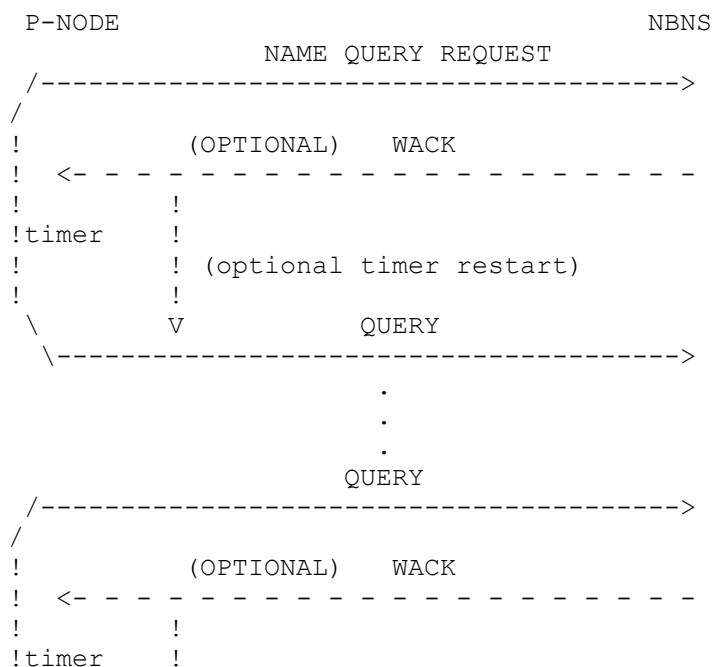 P-NODE                                 NBNS
               NAME QUERY REQUEST
 /---------------------------------------->
/
!           (OPTIONAL)   WACK
!  <- - - - - - - - - - - - - - - - - -
!         !
!timer    !
!         ! (optional timer restart)
!         !
 \        V           QUERY
  \--------------------------------------->
                      .
                      .
                      .
                    QUERY
 /---------------------------------------->
/
!           (OPTIONAL)   WACK
!  <- - - - - - - - - - - - - - - - - -
!         !
!timer    !